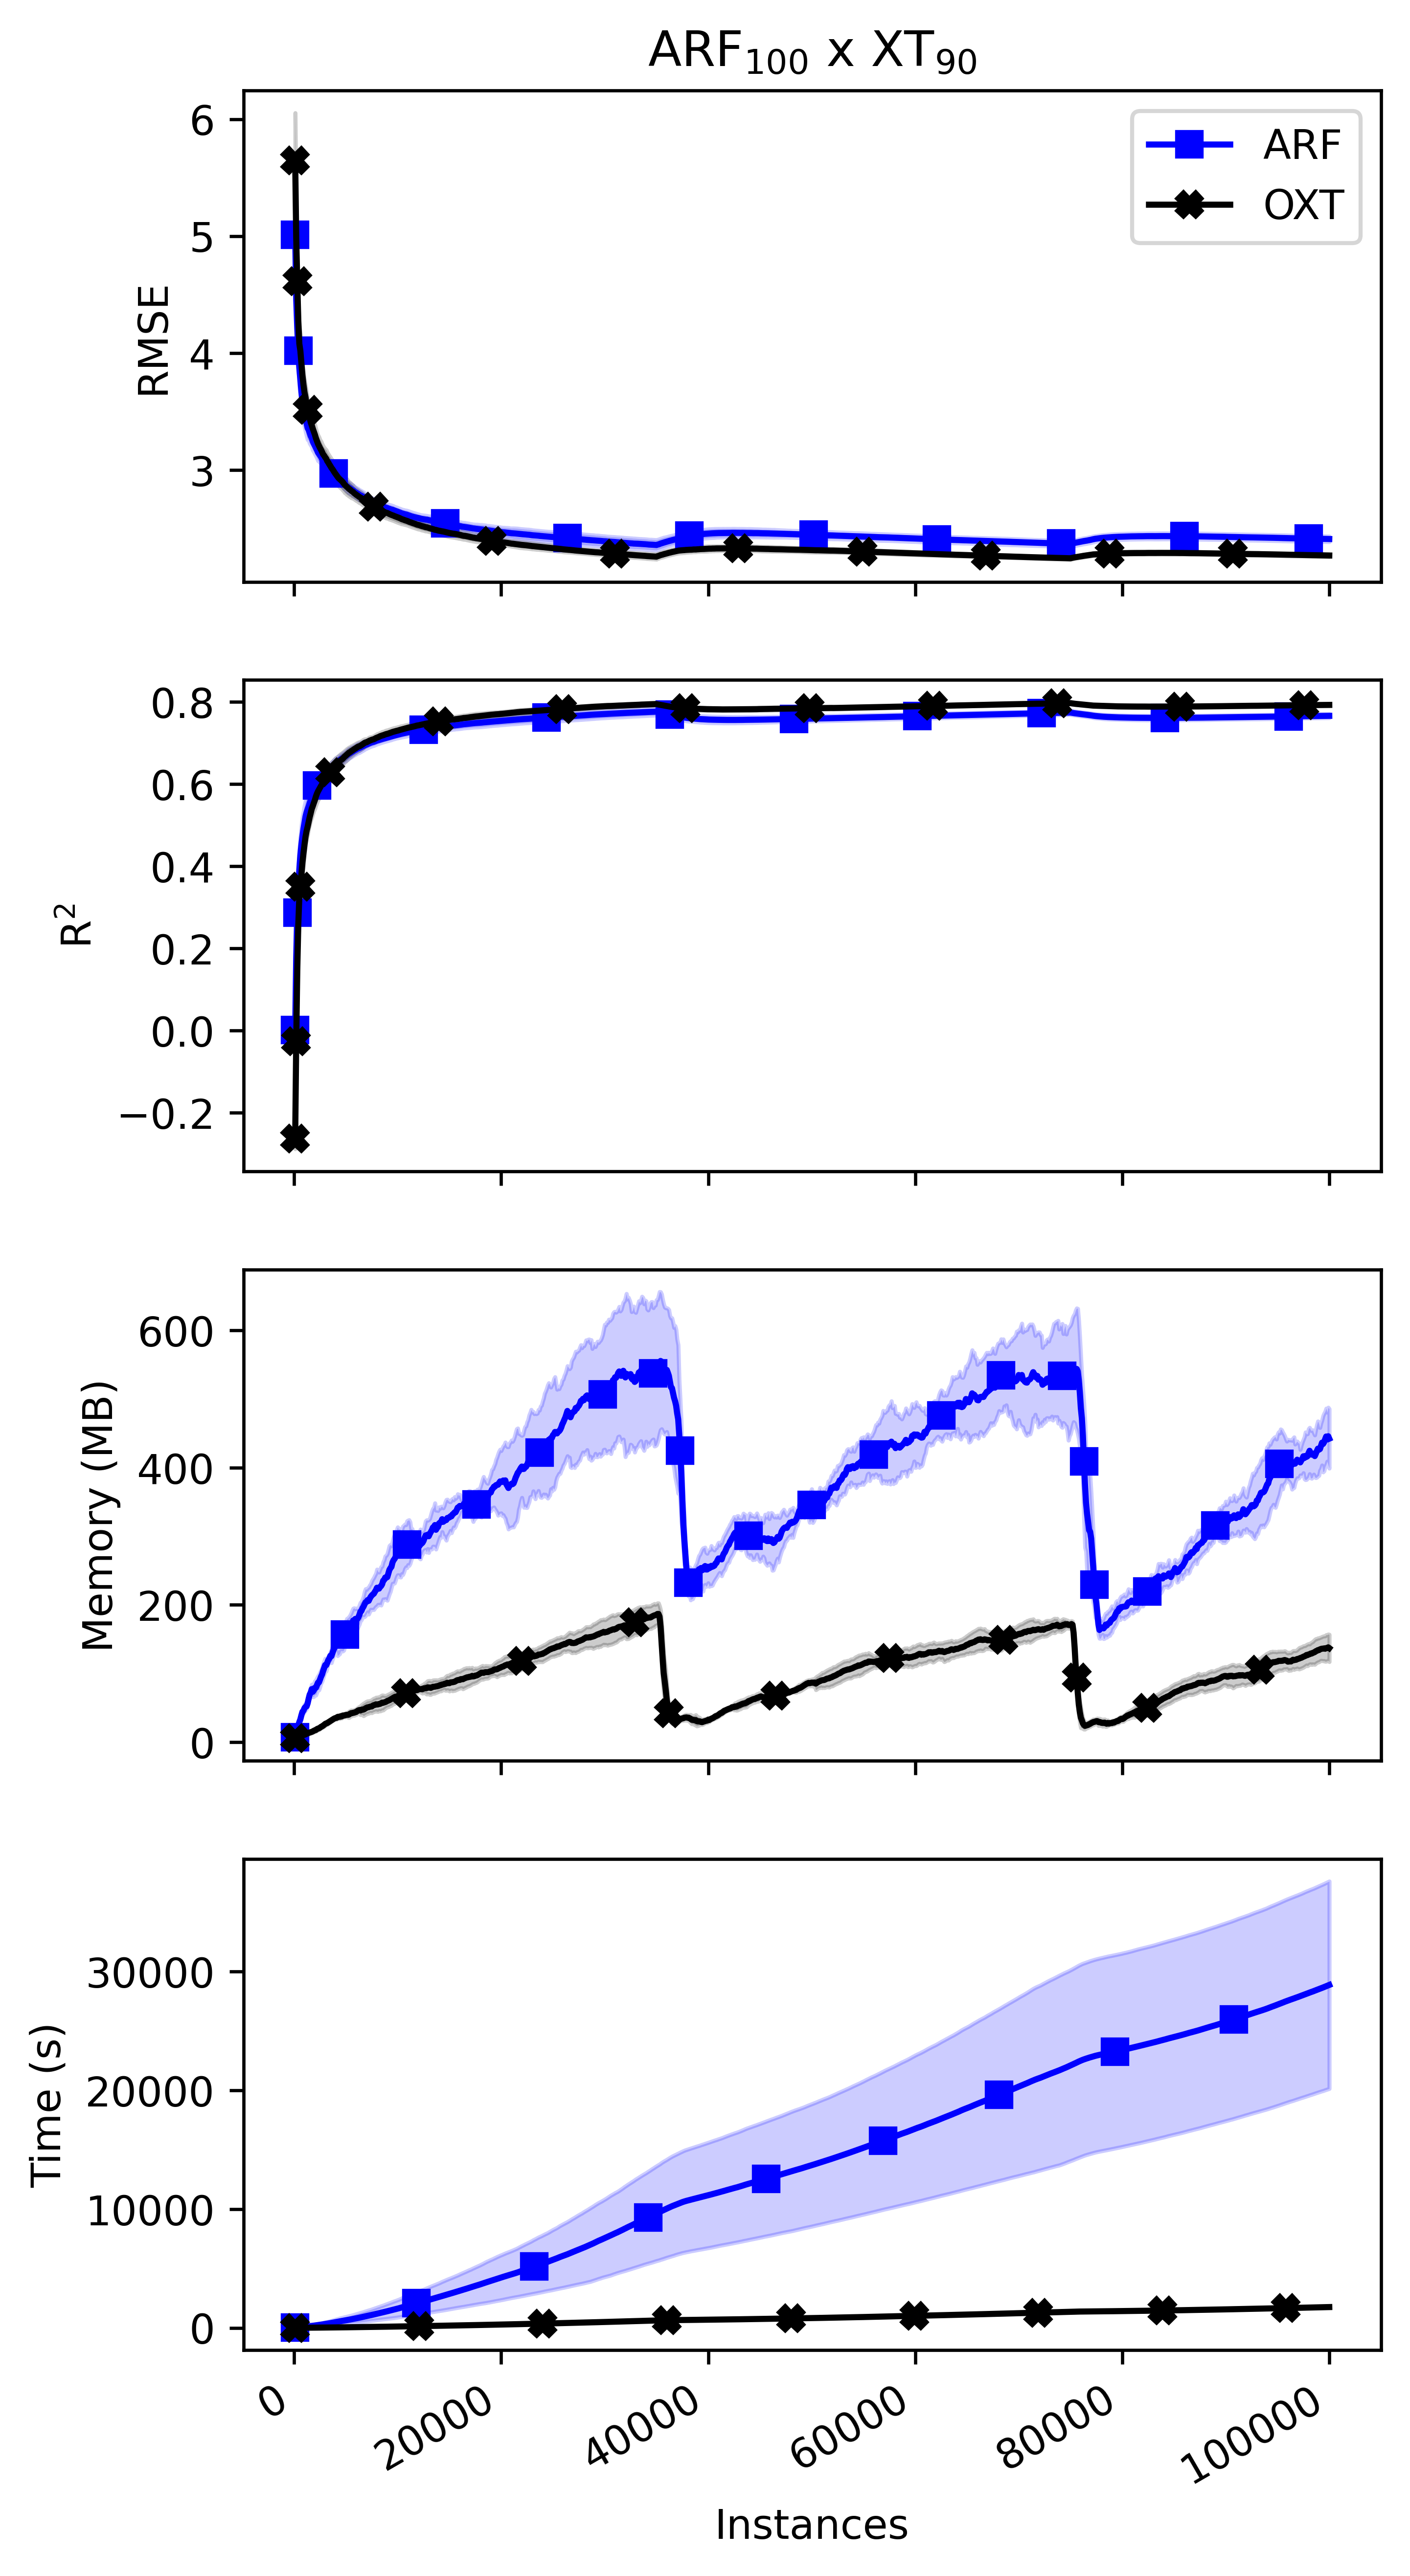 ARF₁₀₀ x XT₉₀
ARF
OXT
RMSE
6
5
4
3
R²
0.8
0.6
0.4
0.2
0.0
−0.2
Memory (MB)
600
400
200
0
Time (s)
30000
20000
10000
0
0 20000 40000 60000 80000 100000
Instances